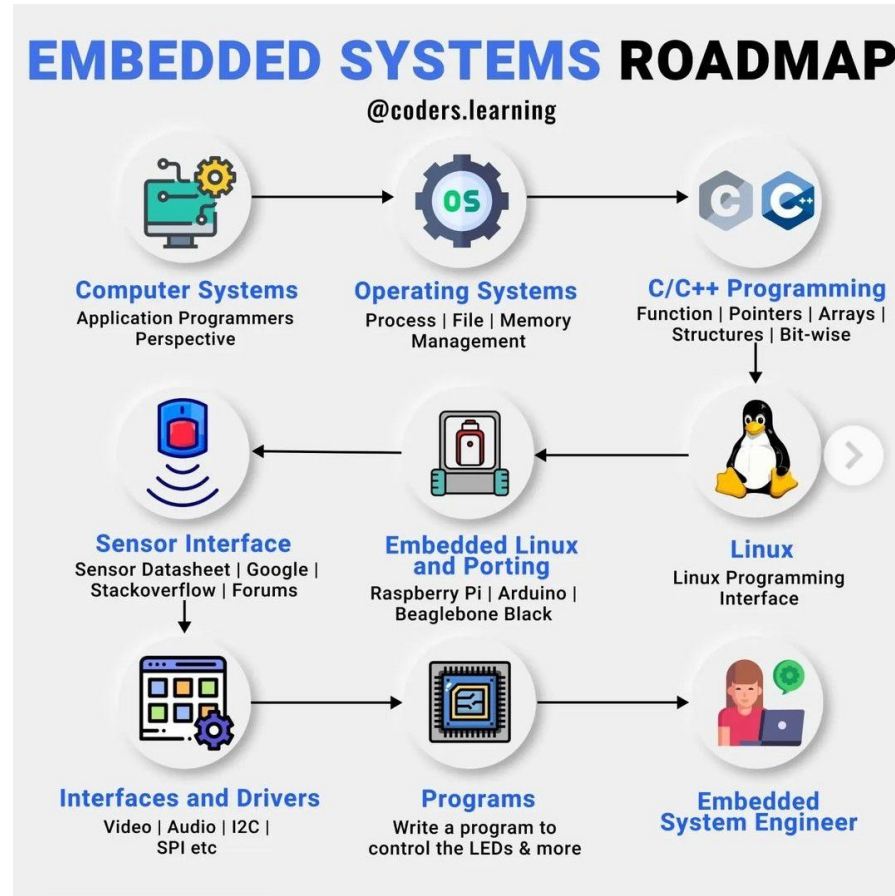 EMBEDDED SYSTEMS ROADMAP
@coders.learning
OS
C
C++
Computer Systems
Application Programmers
Perspective
Operating Systems
Process | File | Memory
Management
C/C++ Programming
Function | Pointers | Arrays |
Structures | Bit-wise
Sensor Interface
Sensor Datasheet | Google |
Stackoverflow | Forums
Embedded Linux
and Porting
Raspberry Pi | Arduino |
Beaglebone Black
Linux
Linux Programming
Interface
Interfaces and Drivers
Video | Audio | I2C |
SPI etc
Programs
Write a program to
control the LEDs & more
Embedded
System Engineer